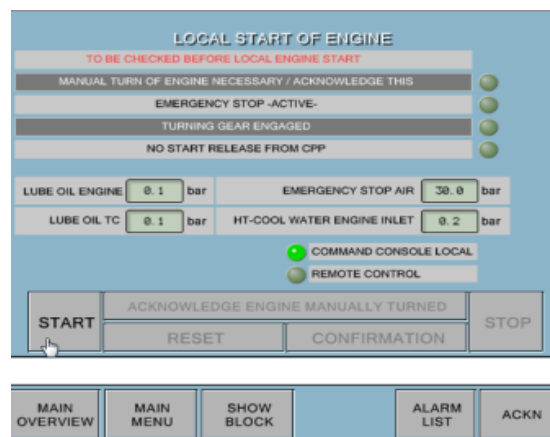 LOCAL START OF ENGINE
TO BE CHECKED BEFORE LOCAL ENGINE START
MANUAL TURN OF ENGINE NECESSARY / ACKNOWLEDGE THIS
EMERGENCY STOP -ACTIVE-
TURNING GEAR ENGAGED
NO START RELEASE FROM CPP
LUBE OIL ENGINE 0.1 bar EMERGENCY STOP AIR 30.0 bar
LUBE OIL TC 0.1 bar HT-COOL WATER ENGINE INLET 0.2 bar
COMMAND CONSOLE LOCAL
REMOTE CONTROL
START ACKNOWLEDGE ENGINE MANUALLY TURNED STOP
RESET CONFIRMATION
MAIN OVERVIEW MAIN MENU SHOW BLOCK ALARM LIST ACKN